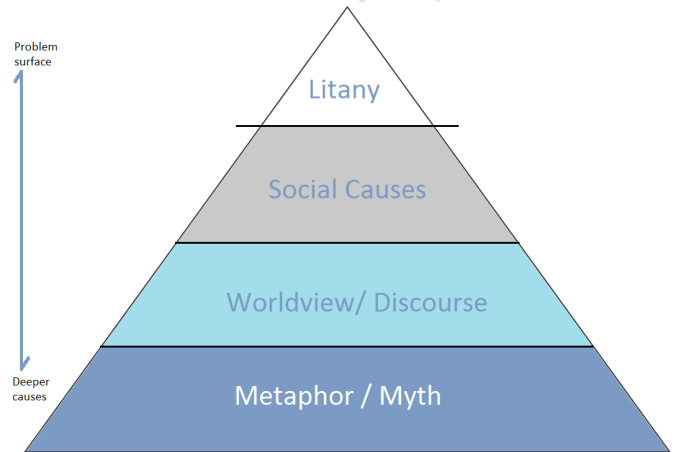 Problem
surface
Litany
Social Causes
Worldview/ Discourse
Deeper
causes
Metaphor / Myth